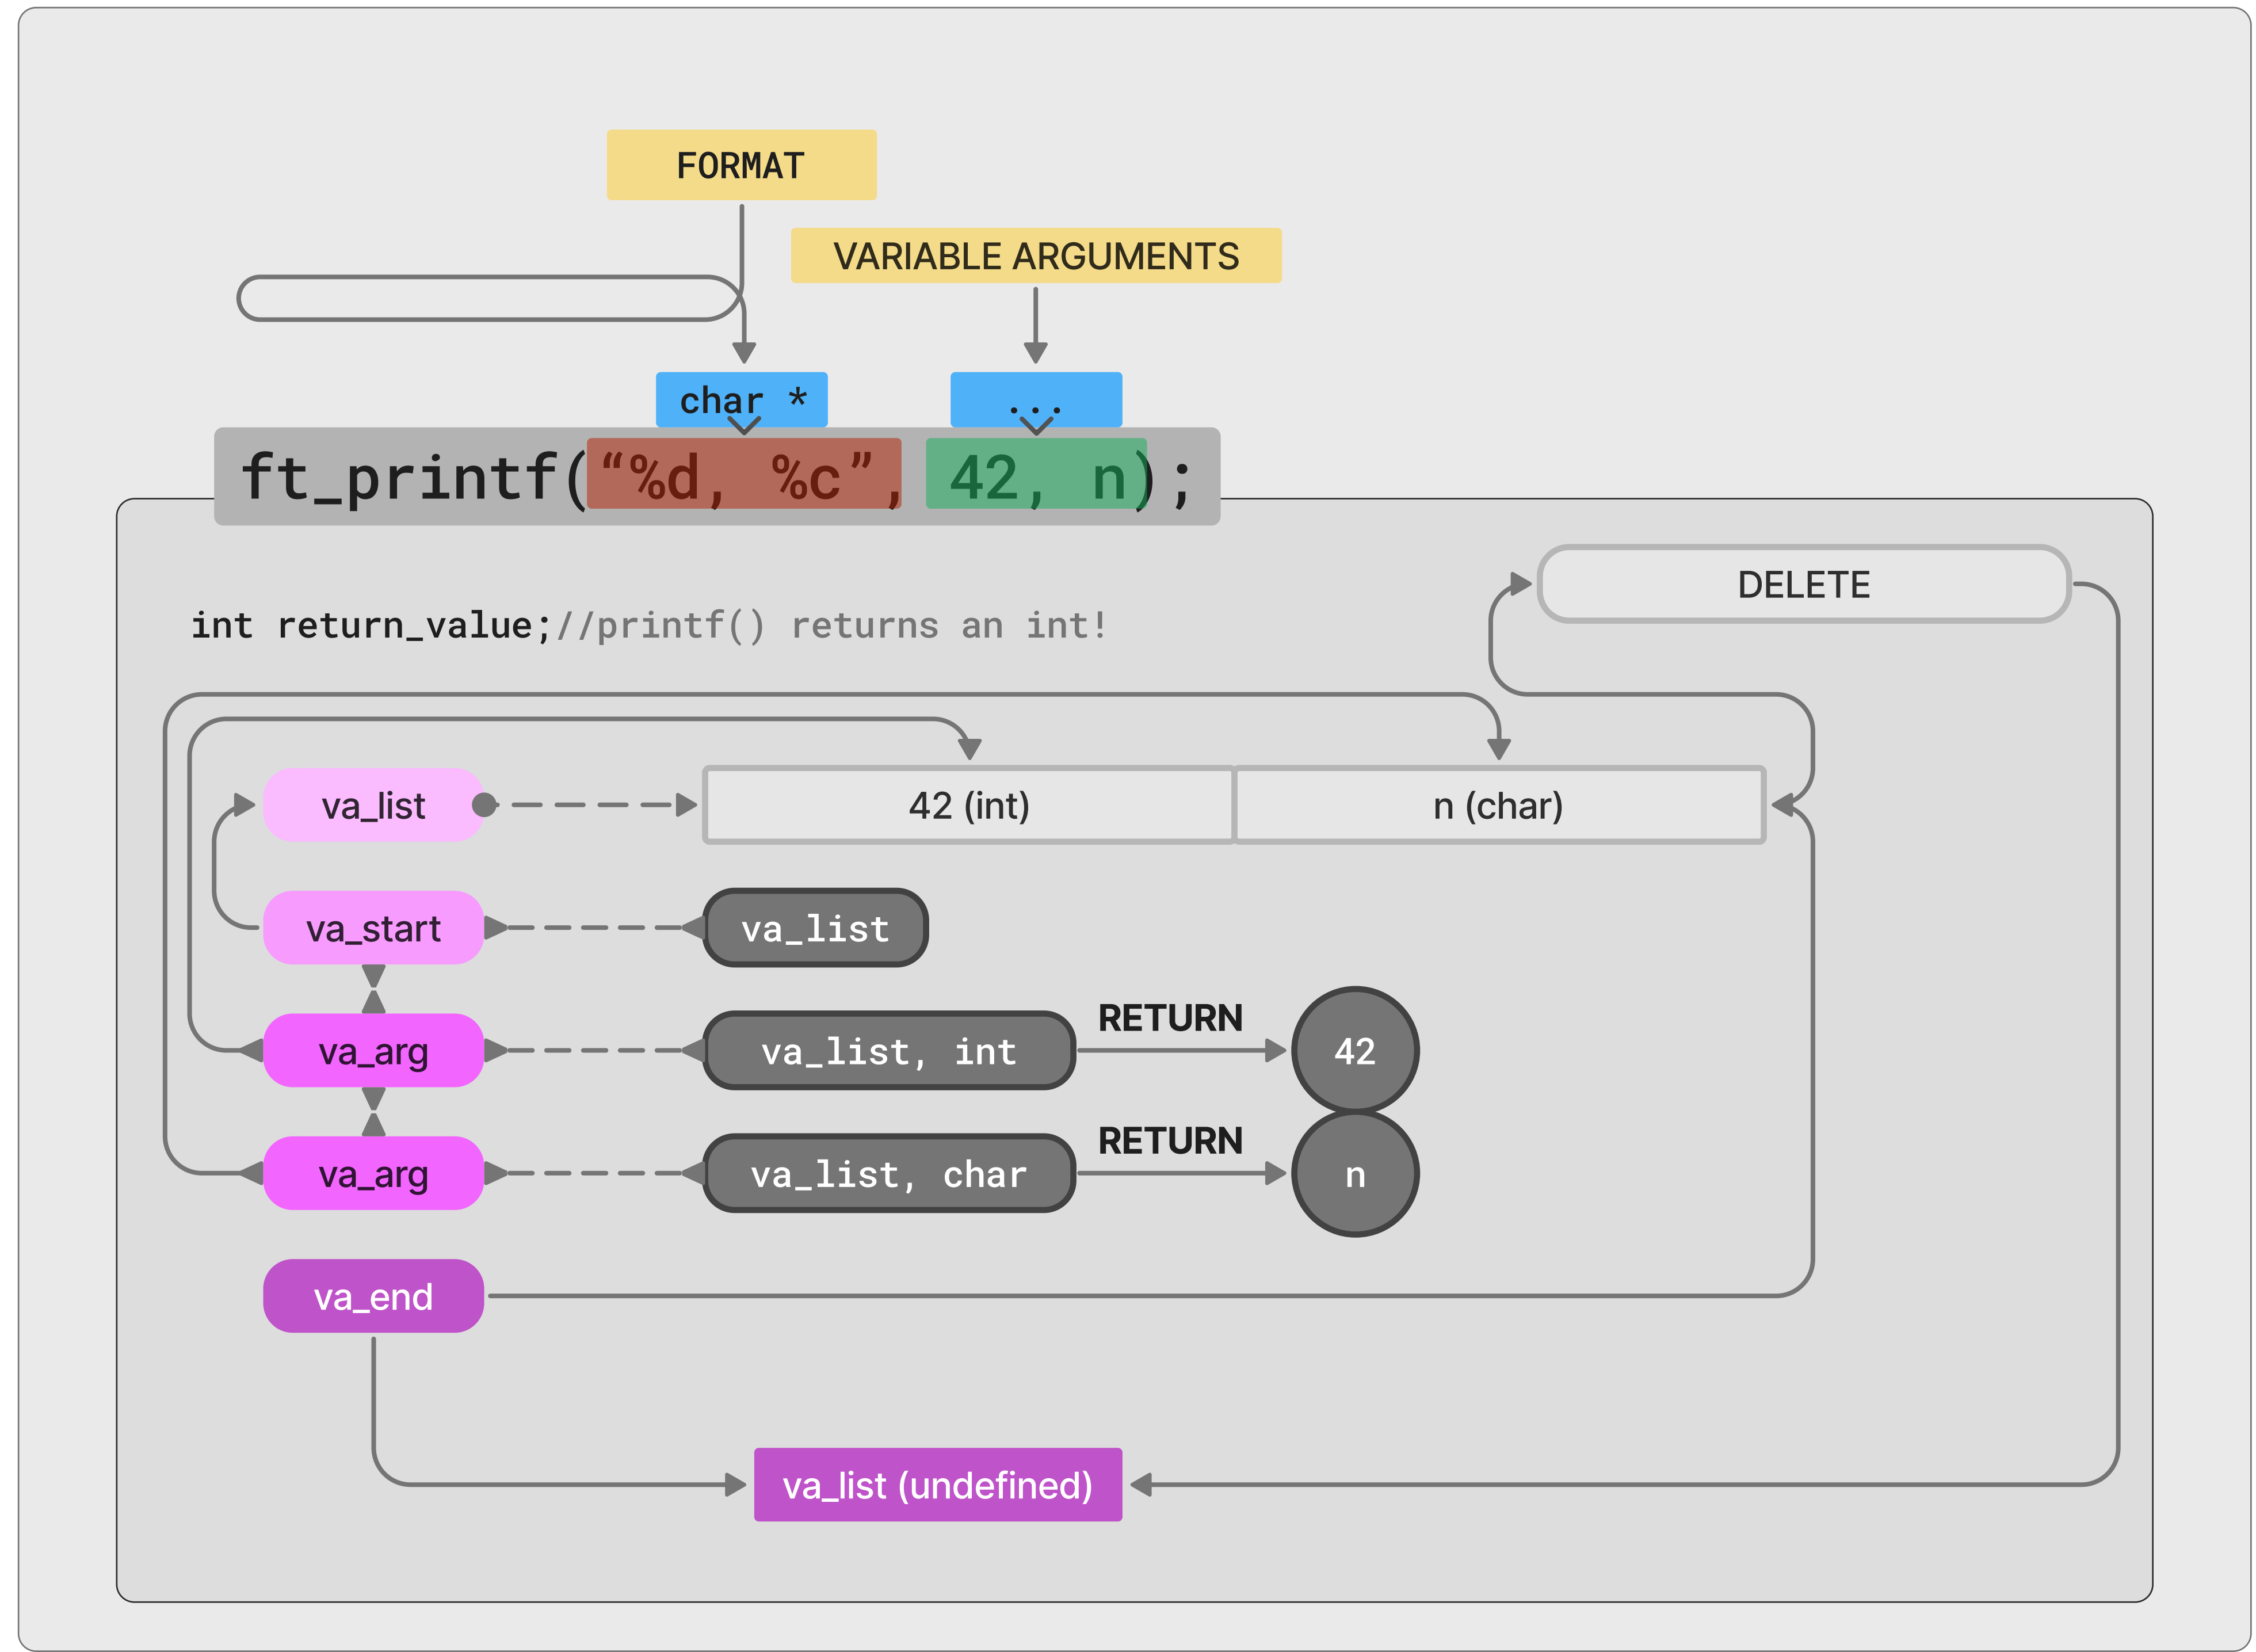 FORMAT
VARIABLE ARGUMENTS
char *
...
ft_printf(“%d, %c”, 42, n);
DELETE
int return_value;//printf() returns an int!
va_list
42 (int)
n (char)
va_start
va_list
va_arg
va_list, int
RETURN
42
va_arg
va_list, char
RETURN
n
va_end
va_list (undefined)